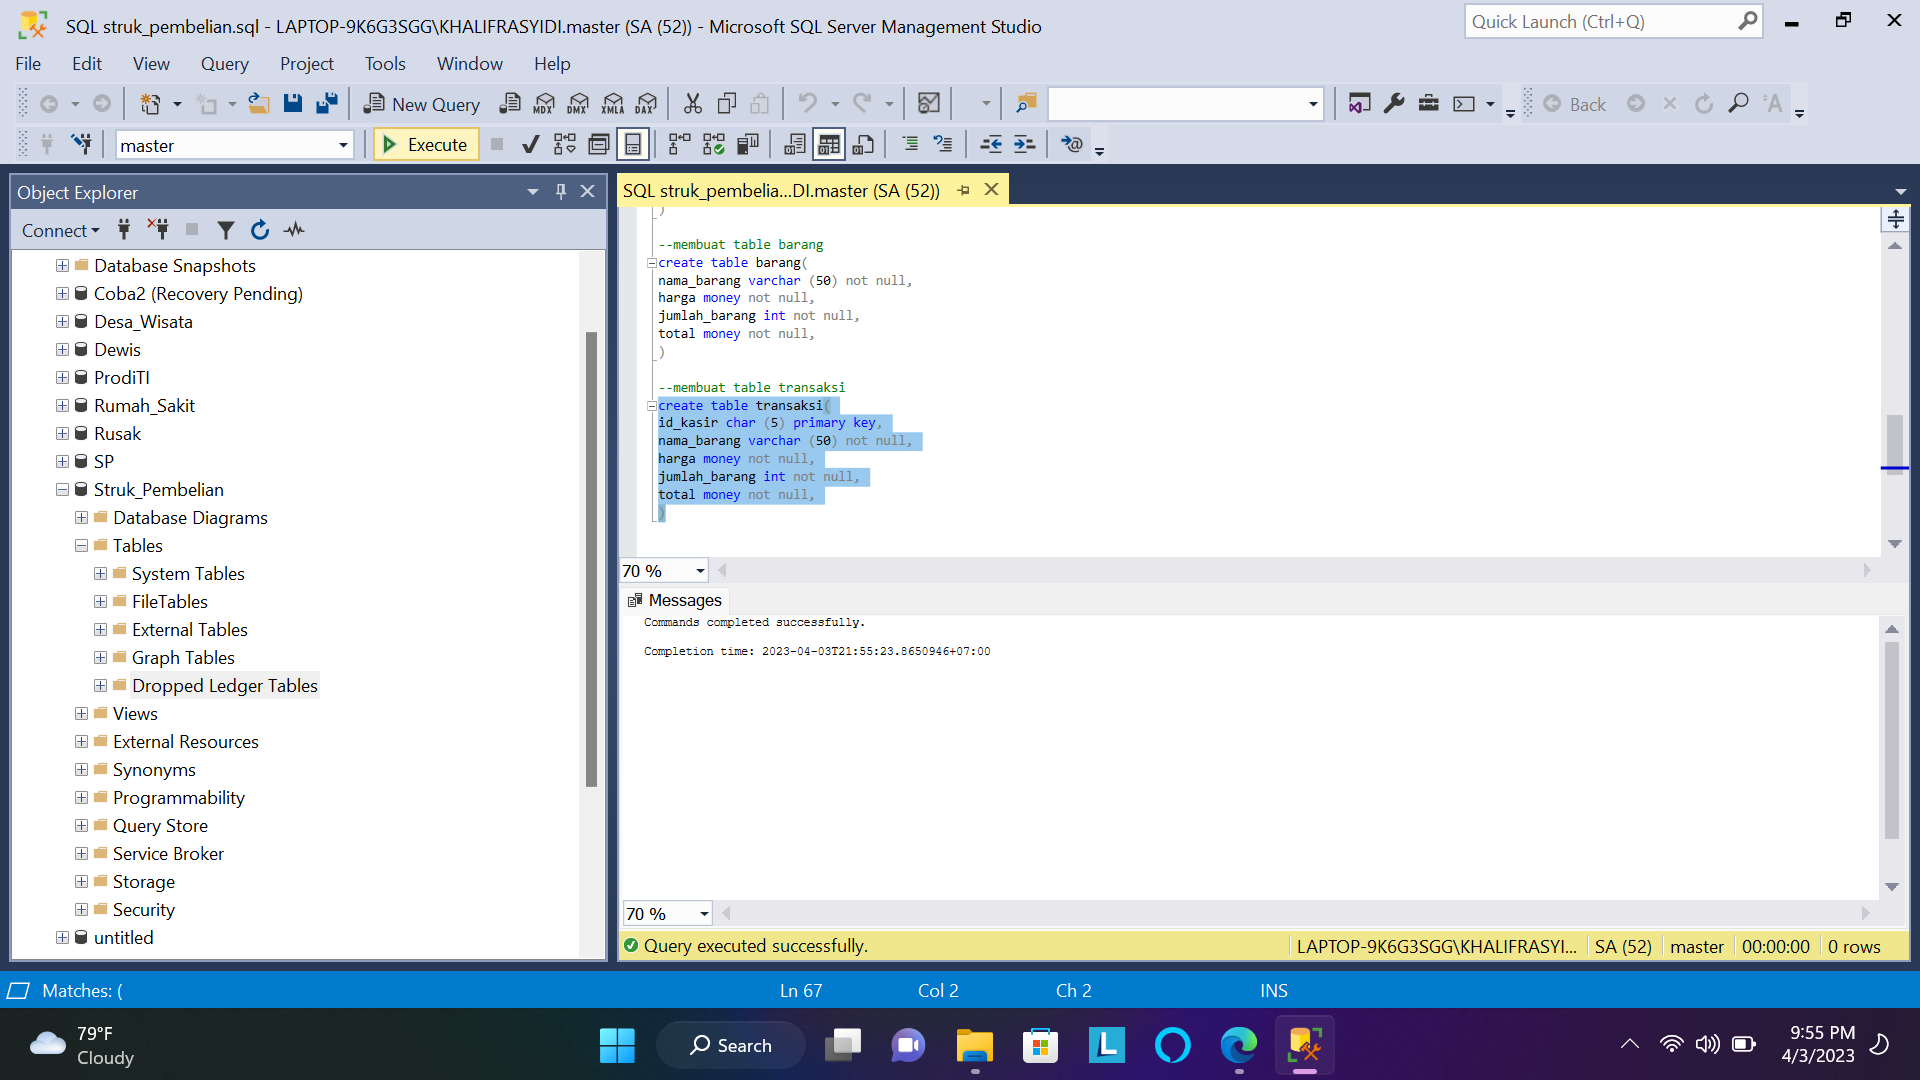 SQL struk_pembelian.sql - LAPTOP-9K6G3SGG\KHALIFRASYIDI.master (SA (52)) - Microsoft SQL Server Management Studio
Quick Launch (Ctrl+Q)
File Edit View Query Project Tools Window Help
New Query
MDX DMX XMLA DAX
Back
master
Execute
Object Explorer
Connect
Database Snapshots
Coba2 (Recovery Pending)
Desa_Wisata
Dewis
ProdiTI
Rumah_Sakit
Rusak
SP
Struk_Pembelian
Database Diagrams
Tables
System Tables
FileTables
External Tables
Graph Tables
Dropped Ledger Tables
Views
External Resources
Synonyms
Programmability
Query Store
Service Broker
Storage
Security
untitled
SQL struk_pembelia...DI.master (SA (52))
)
--membuat table barang
create table barang(
nama_barang varchar (50) not null,
harga money not null,
jumlah_barang int not null,
total money not null,
)
--membuat table transaksi
create table transaksi(
id_kasir char (5) primary key,
nama_barang varchar (50) not null,
harga money not null,
jumlah_barang int not null,
total money not null,
)
70 %
Messages
Commands completed successfully.
Completion time: 2023-04-03T21:55:23.8650946+07:00
70 %
Query executed successfully.
LAPTOP-9K6G3SGG\KHALIFRASYI... SA (52) master 00:00:00 0 rows
Matches: (
Ln 67 Col 2 Ch 2 INS
79°F
Cloudy
Search
L
9:55 PM
4/3/2023